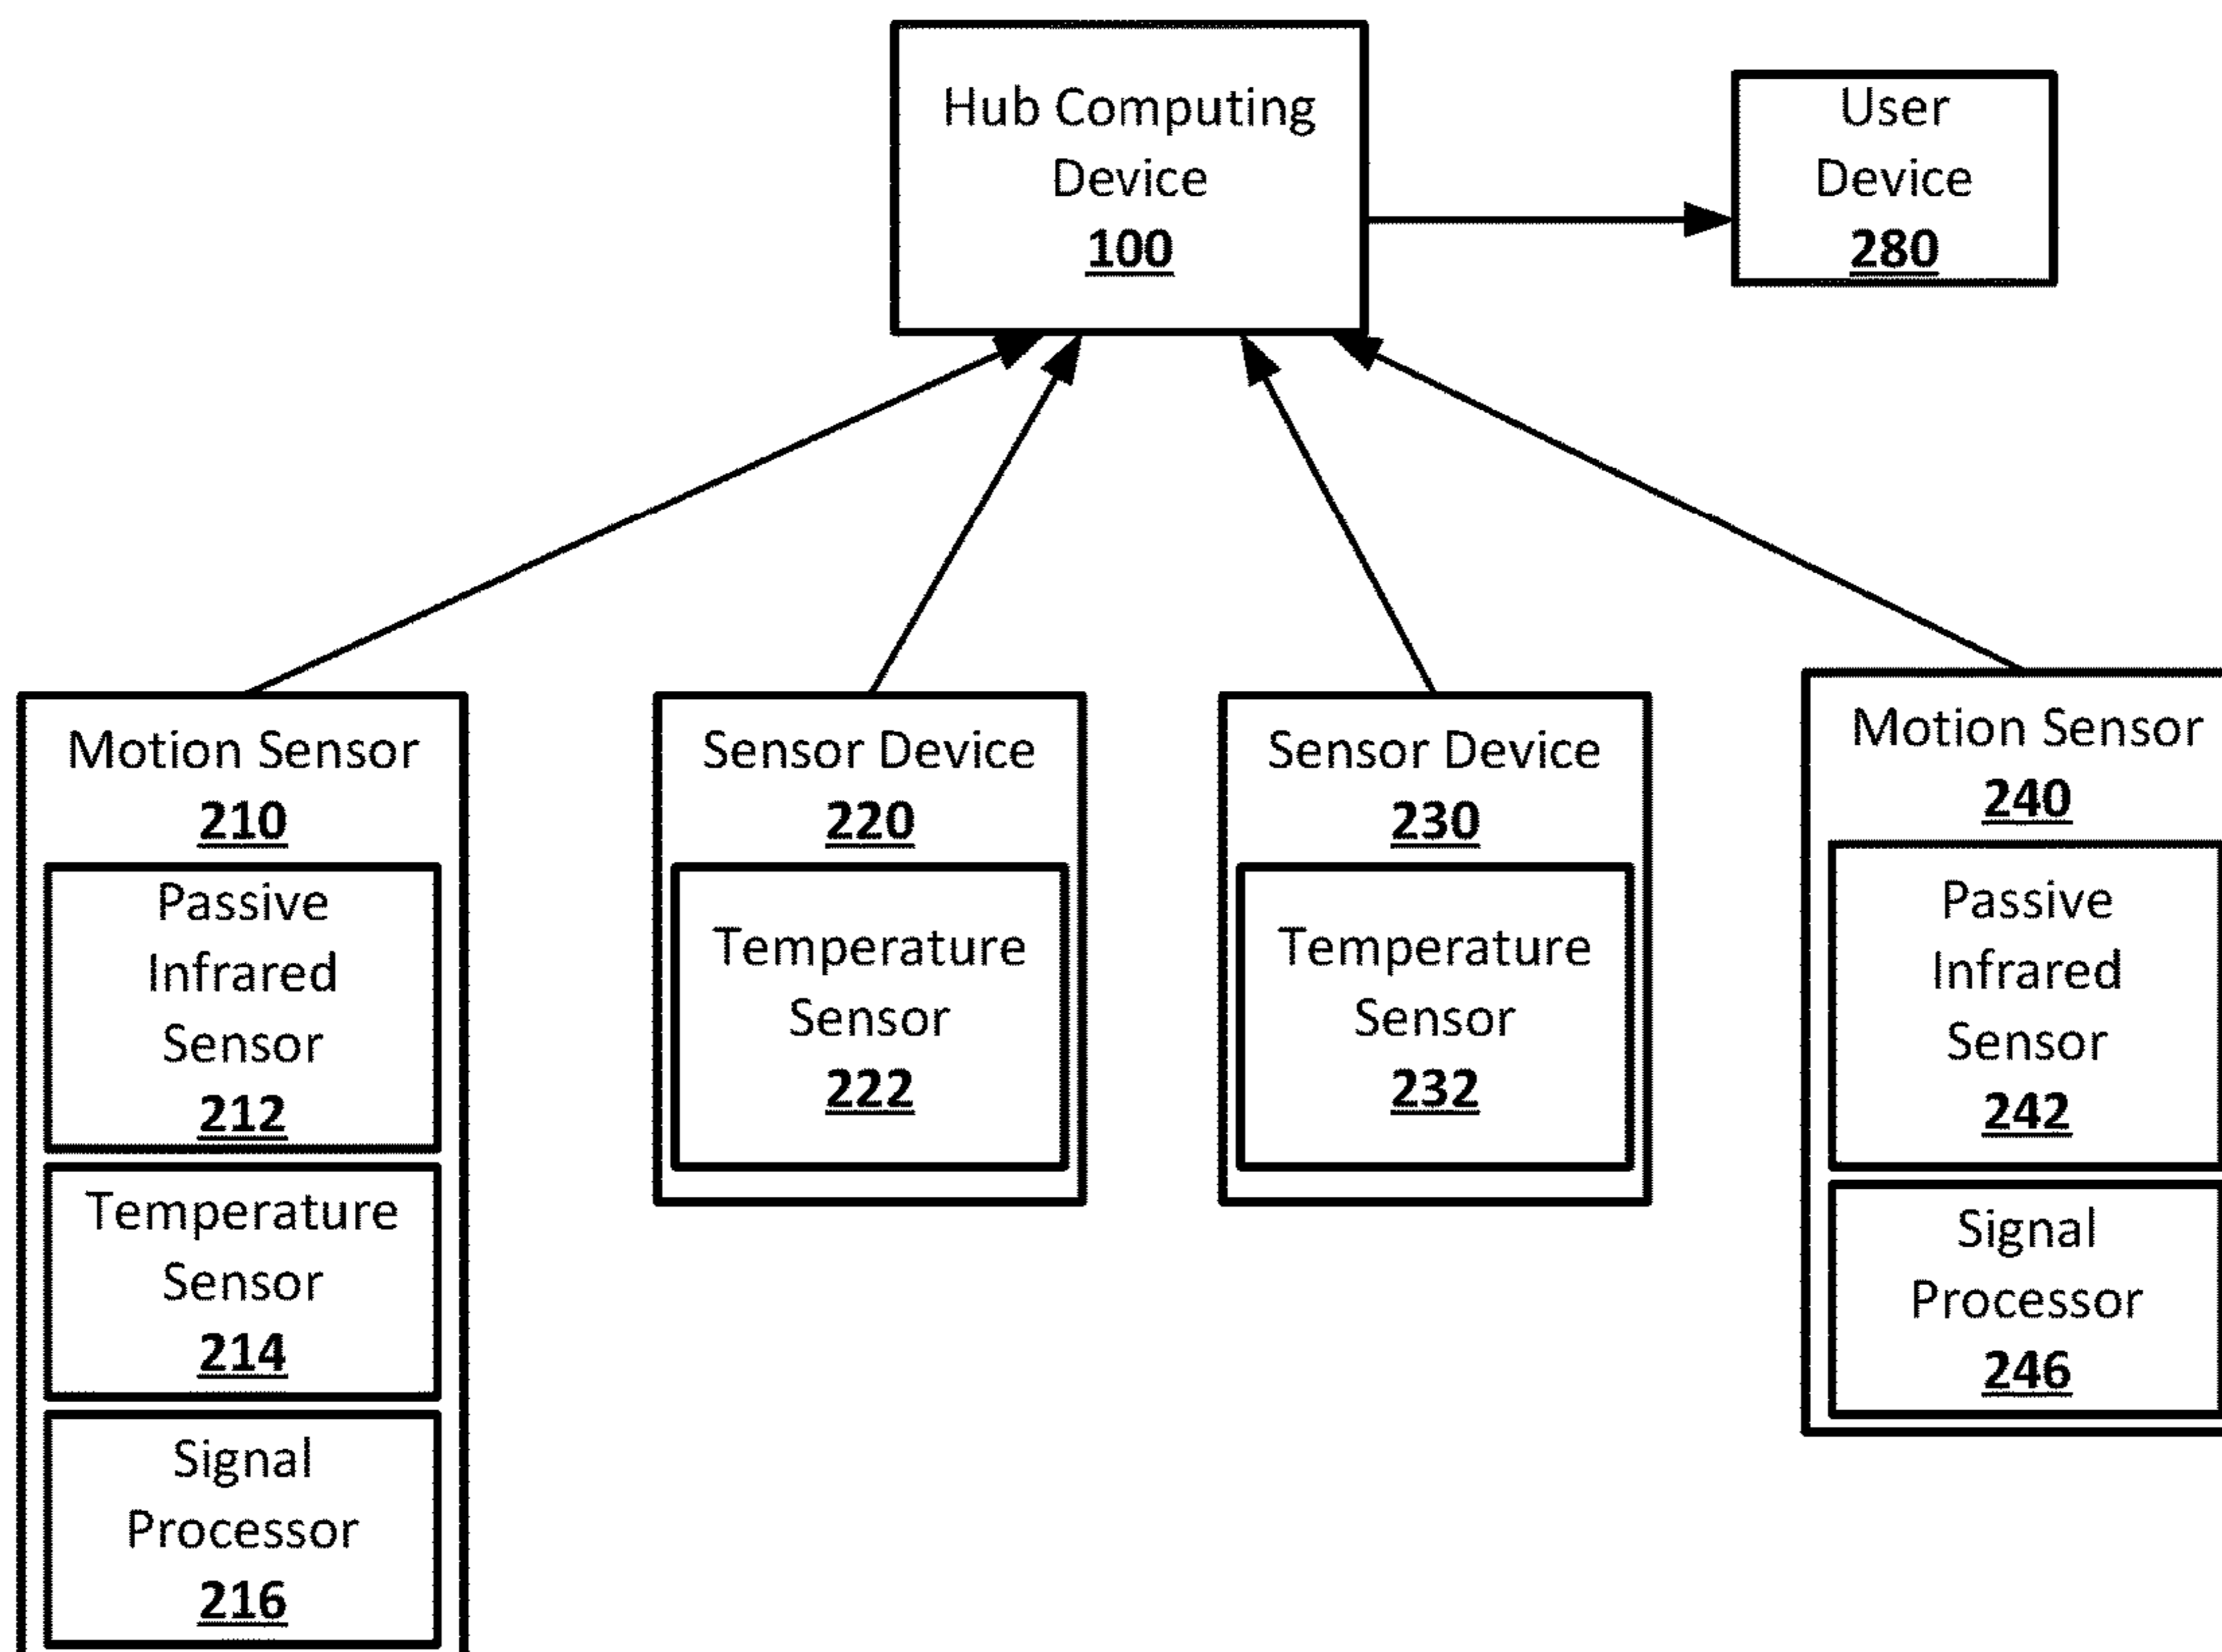 Hub Computing
Device
100
User
Device
280
Motion Sensor
210
Passive
Infrared
Sensor
212
Temperature
Sensor
214
Signal
Processor
216
Sensor Device
220
Temperature
Sensor
222
Sensor Device
230
Temperature
Sensor
232
Motion Sensor
240
Passive
Infrared
Sensor
242
Signal
Processor
246